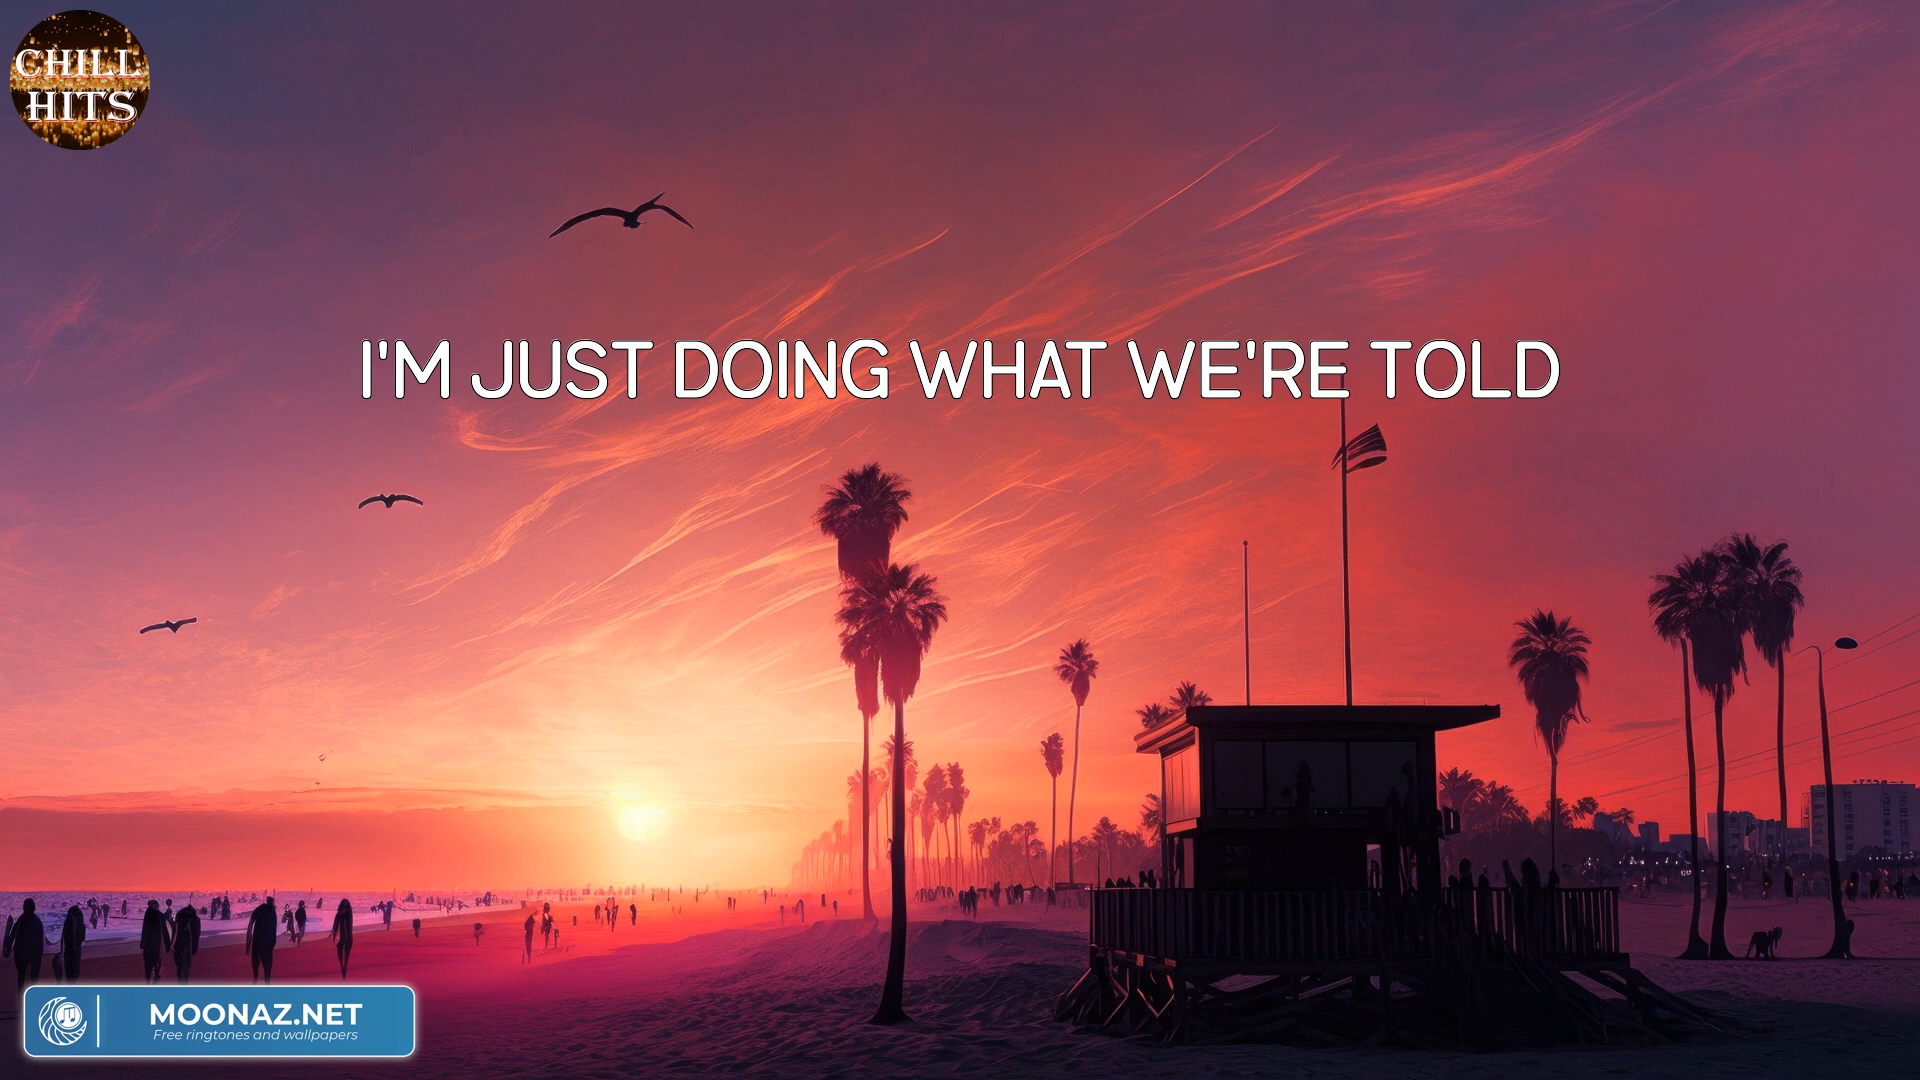 CHILL
HITS
I'M JUST DOING WHAT WE'RE TOLD
MOONAZ.NET
Free ringtones and wallpapers